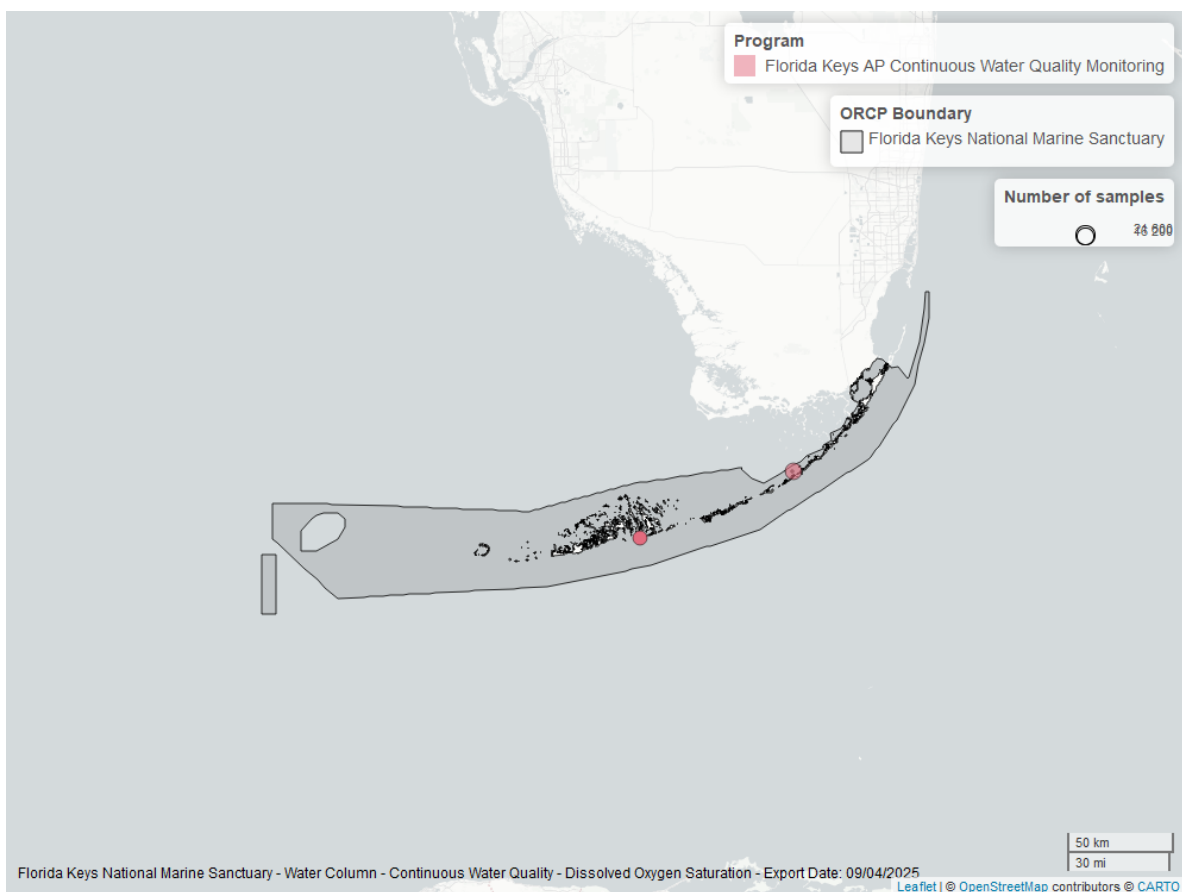 Program
Florida Keys AP Continuous Water Quality Monitoring
ORCP Boundary
Florida Keys National Marine Sanctuary
Number of samples
50 km
30 mi
Florida Keys National Marine Sanctuary - Water Column - Continuous Water Quality - Dissolved Oxygen Saturation - Export Date: 09/04/2025
Leaflet | © OpenStreetMap contributors © CARTO